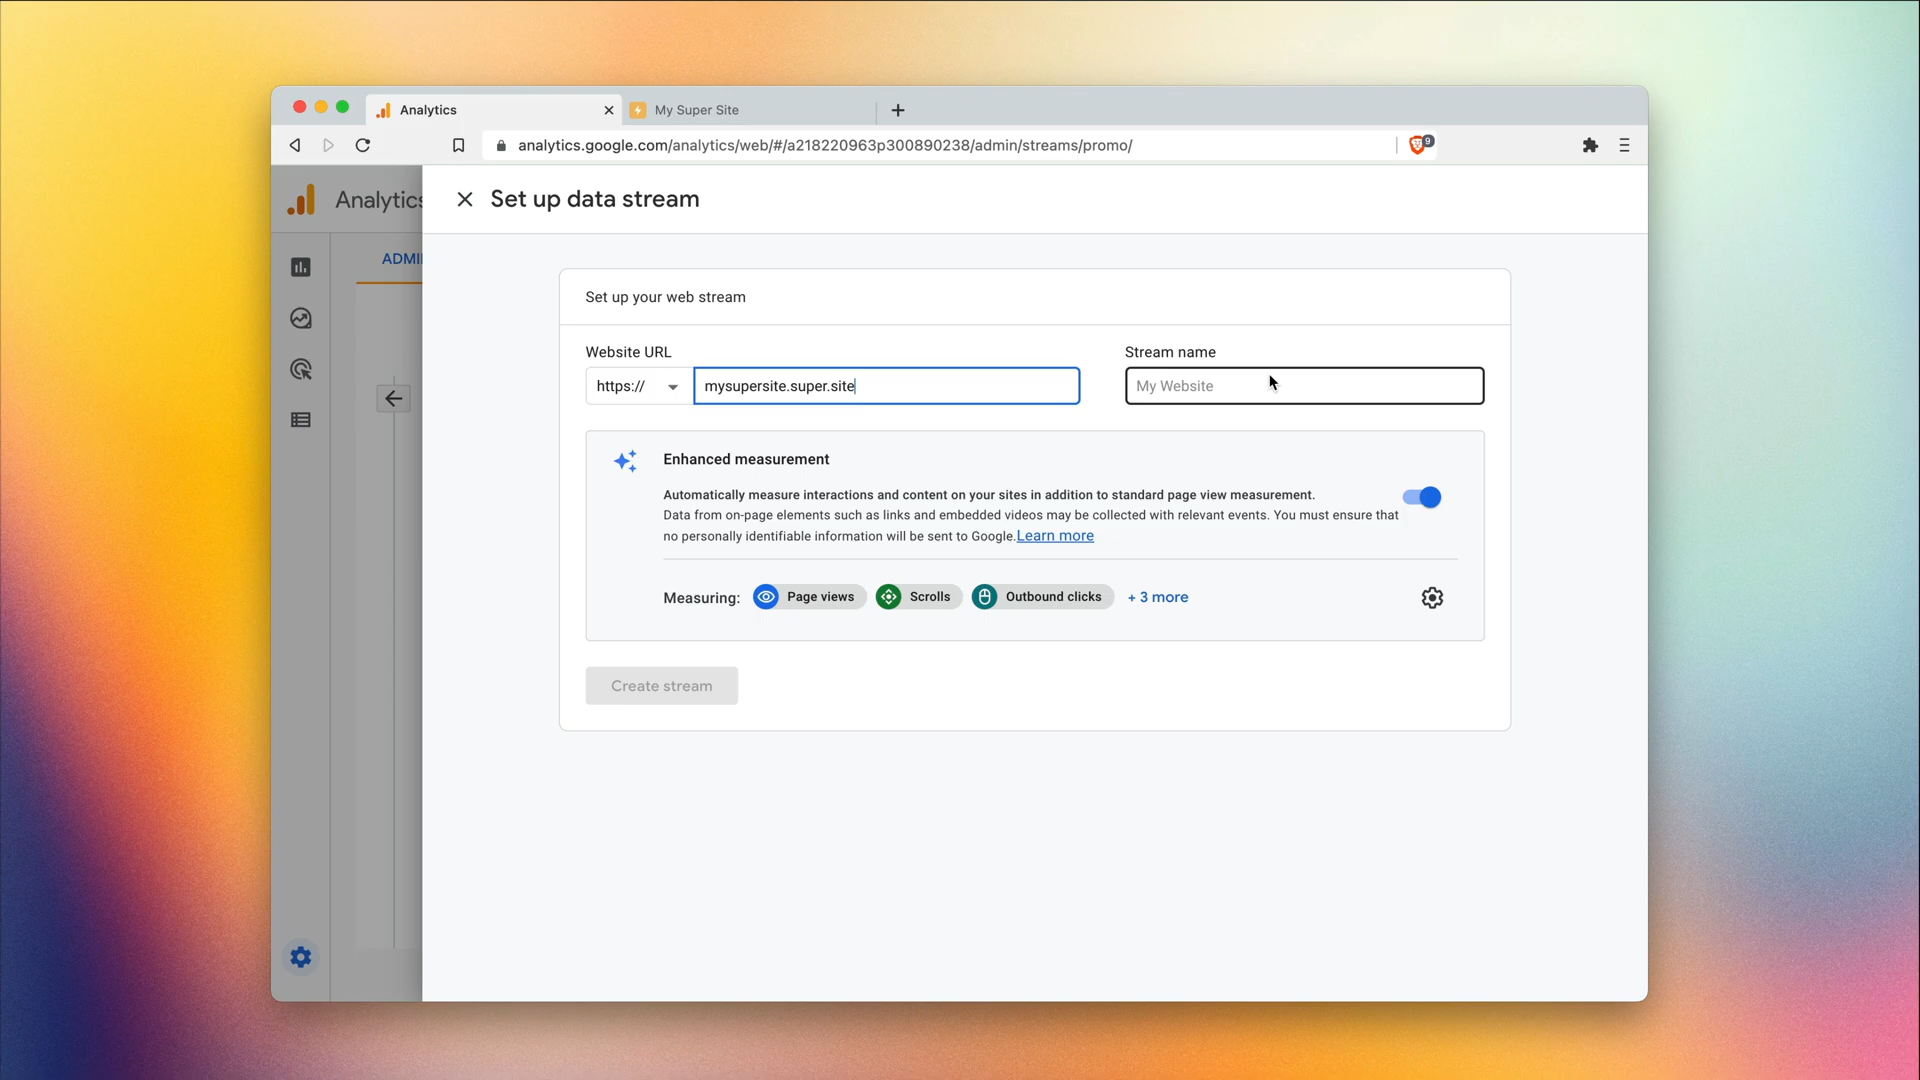 Analytics
My Super Site
analytics.google.com/analytics/web/#/a218220963p300890238/admin/streams/promo/
9
Analytics
Set up data stream
ADMI
Set up your web stream
Website URL
Stream name
https://
mysupersite.super.site
My Website
Enhanced measurement
Automatically measure interactions and content on your sites in addition to standard page view measurement.
Data from on-page elements such as links and embedded videos may be collected with relevant events. You must ensure that
no personally identifiable information will be sent to Google. Learn more
Measuring: Page views Scrolls Outbound clicks + 3 more
Create stream